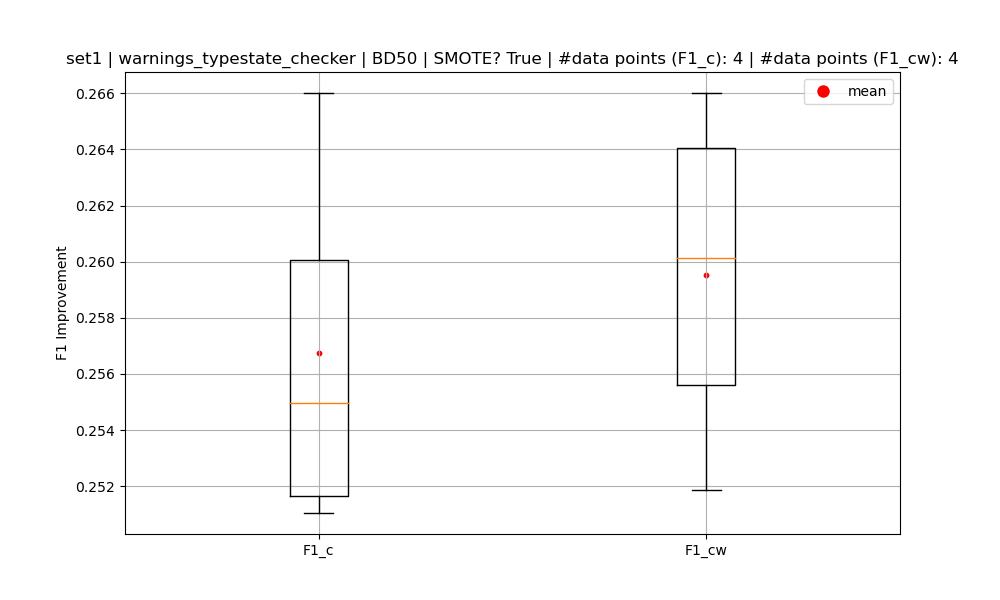 set1 | warnings_typestate_checker | BD50 | SMOTE? True | #data points (F1_c): 4 | #data points (F1_cw): 4
mean
0.266
0.264
0.262
0.260
0.258
0.256
0.254
0.252
F1 Improvement
F1_c
F1_cw